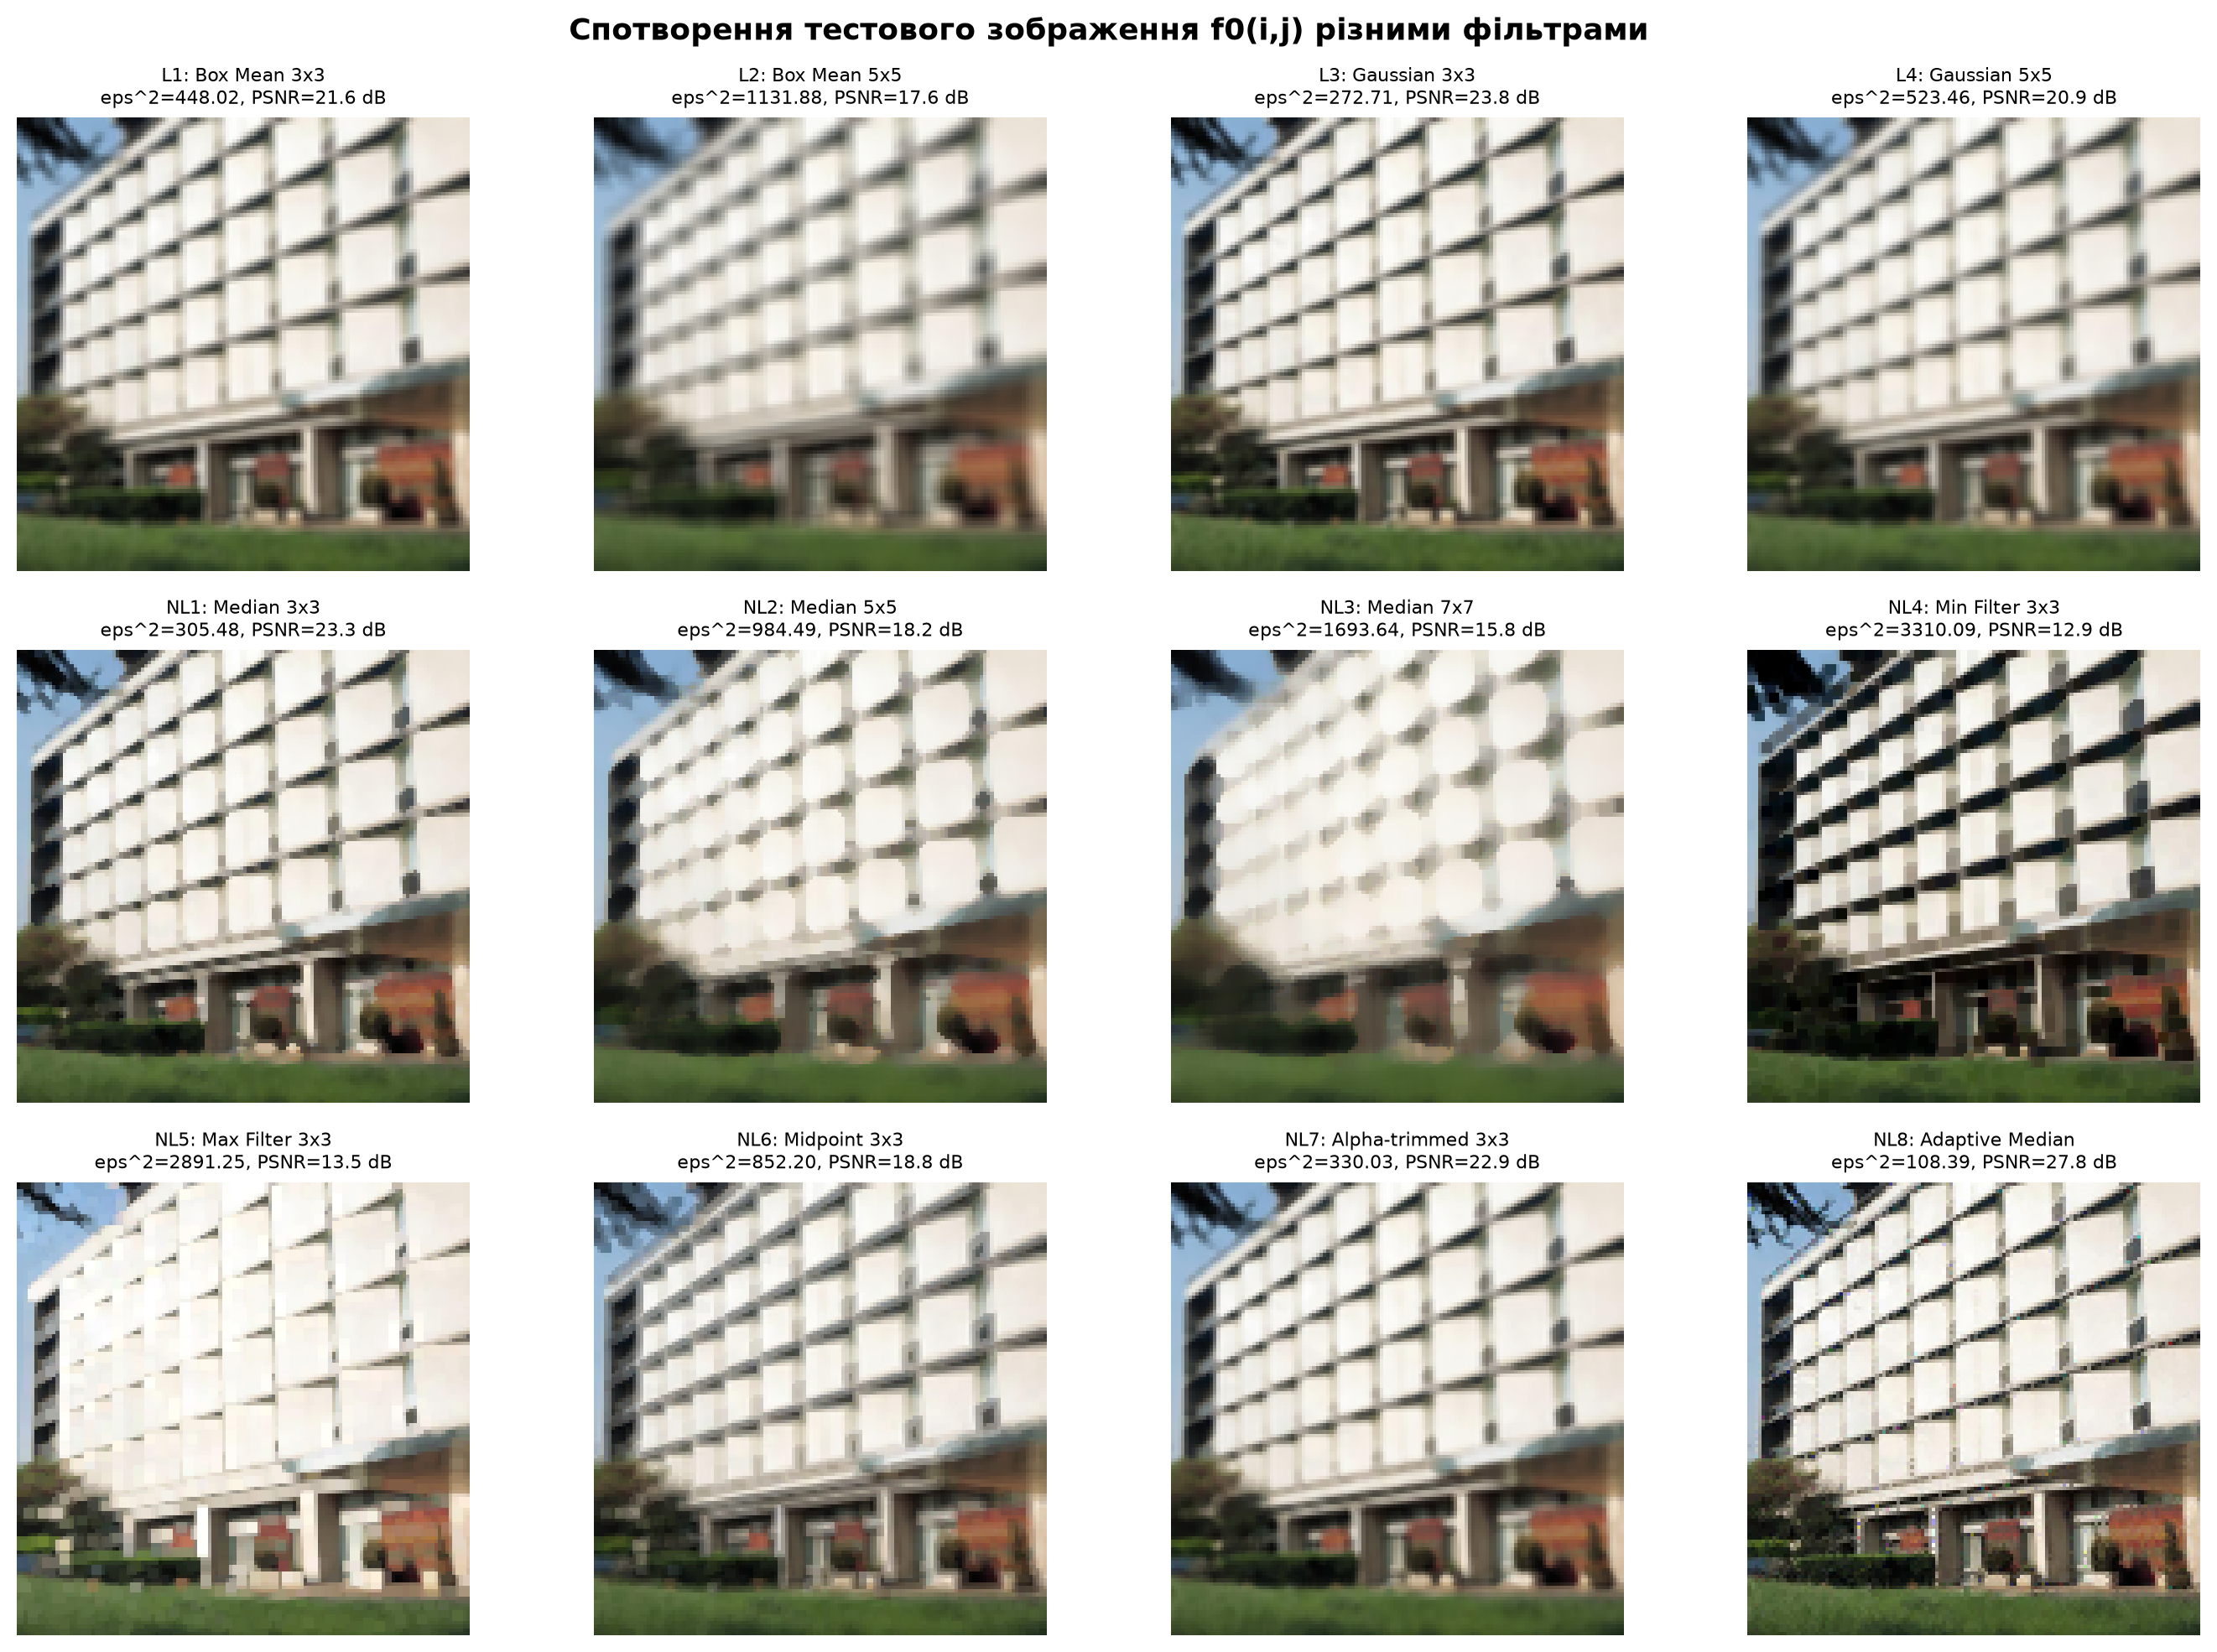 Спотворення тестового зображення f0(i,j) різними фільтрами
L1: Box Mean 3x3
eps^2=448.02, PSNR=21.6 dB
L2: Box Mean 5x5
eps^2=1131.88, PSNR=17.6 dB
L3: Gaussian 3x3
eps^2=272.71, PSNR=23.8 dB
L4: Gaussian 5x5
eps^2=523.46, PSNR=20.9 dB
NL1: Median 3x3
eps^2=305.48, PSNR=23.3 dB
NL2: Median 5x5
eps^2=984.49, PSNR=18.2 dB
NL3: Median 7x7
eps^2=1693.64, PSNR=15.8 dB
NL4: Min Filter 3x3
eps^2=3310.09, PSNR=12.9 dB
NL5: Max Filter 3x3
eps^2=2891.25, PSNR=13.5 dB
NL6: Midpoint 3x3
eps^2=852.20, PSNR=18.8 dB
NL7: Alpha-trimmed 3x3
eps^2=330.03, PSNR=22.9 dB
NL8: Adaptive Median
eps^2=108.39, PSNR=27.8 dB